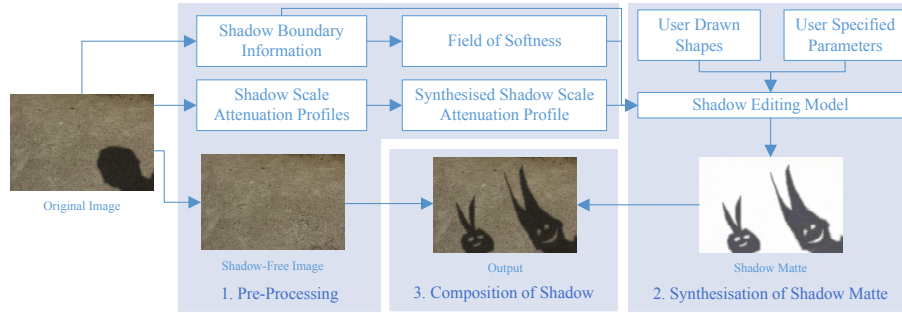 Shadow Boundary
Information
Field of Softness
User Drawn
Shapes
User Specified
Parameters
Shadow Scale
Attenuation Profiles
Synthesised Shadow Scale
Attenuation Profile
Shadow Editing Model
Original Image
Shadow-Free Image
Output
Shadow Matte
1. Pre-Processing
3. Composition of Shadow
2. Synthesisation of Shadow Matte